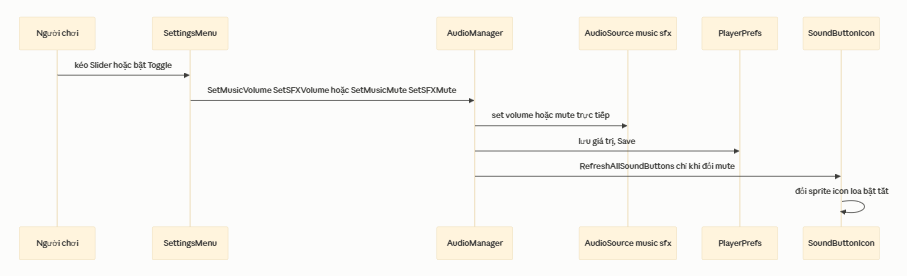 Người chơi
SettingsMenu
AudioManager
AudioSource music sfx
PlayerPrefs
SoundButtonIcon
kéo Slider hoặc bật Toggle
SetMusicVolume SetSFXVolume hoặc SetMusicMute SetSFXMute
set volume hoặc mute trực tiếp
lưu giá trị, Save
RefreshAllSoundButtons chỉ khi đổi mute
đổi sprite icon loa bật tắt
Người chơi
SettingsMenu
AudioManager
AudioSource music sfx
PlayerPrefs
SoundButtonIcon